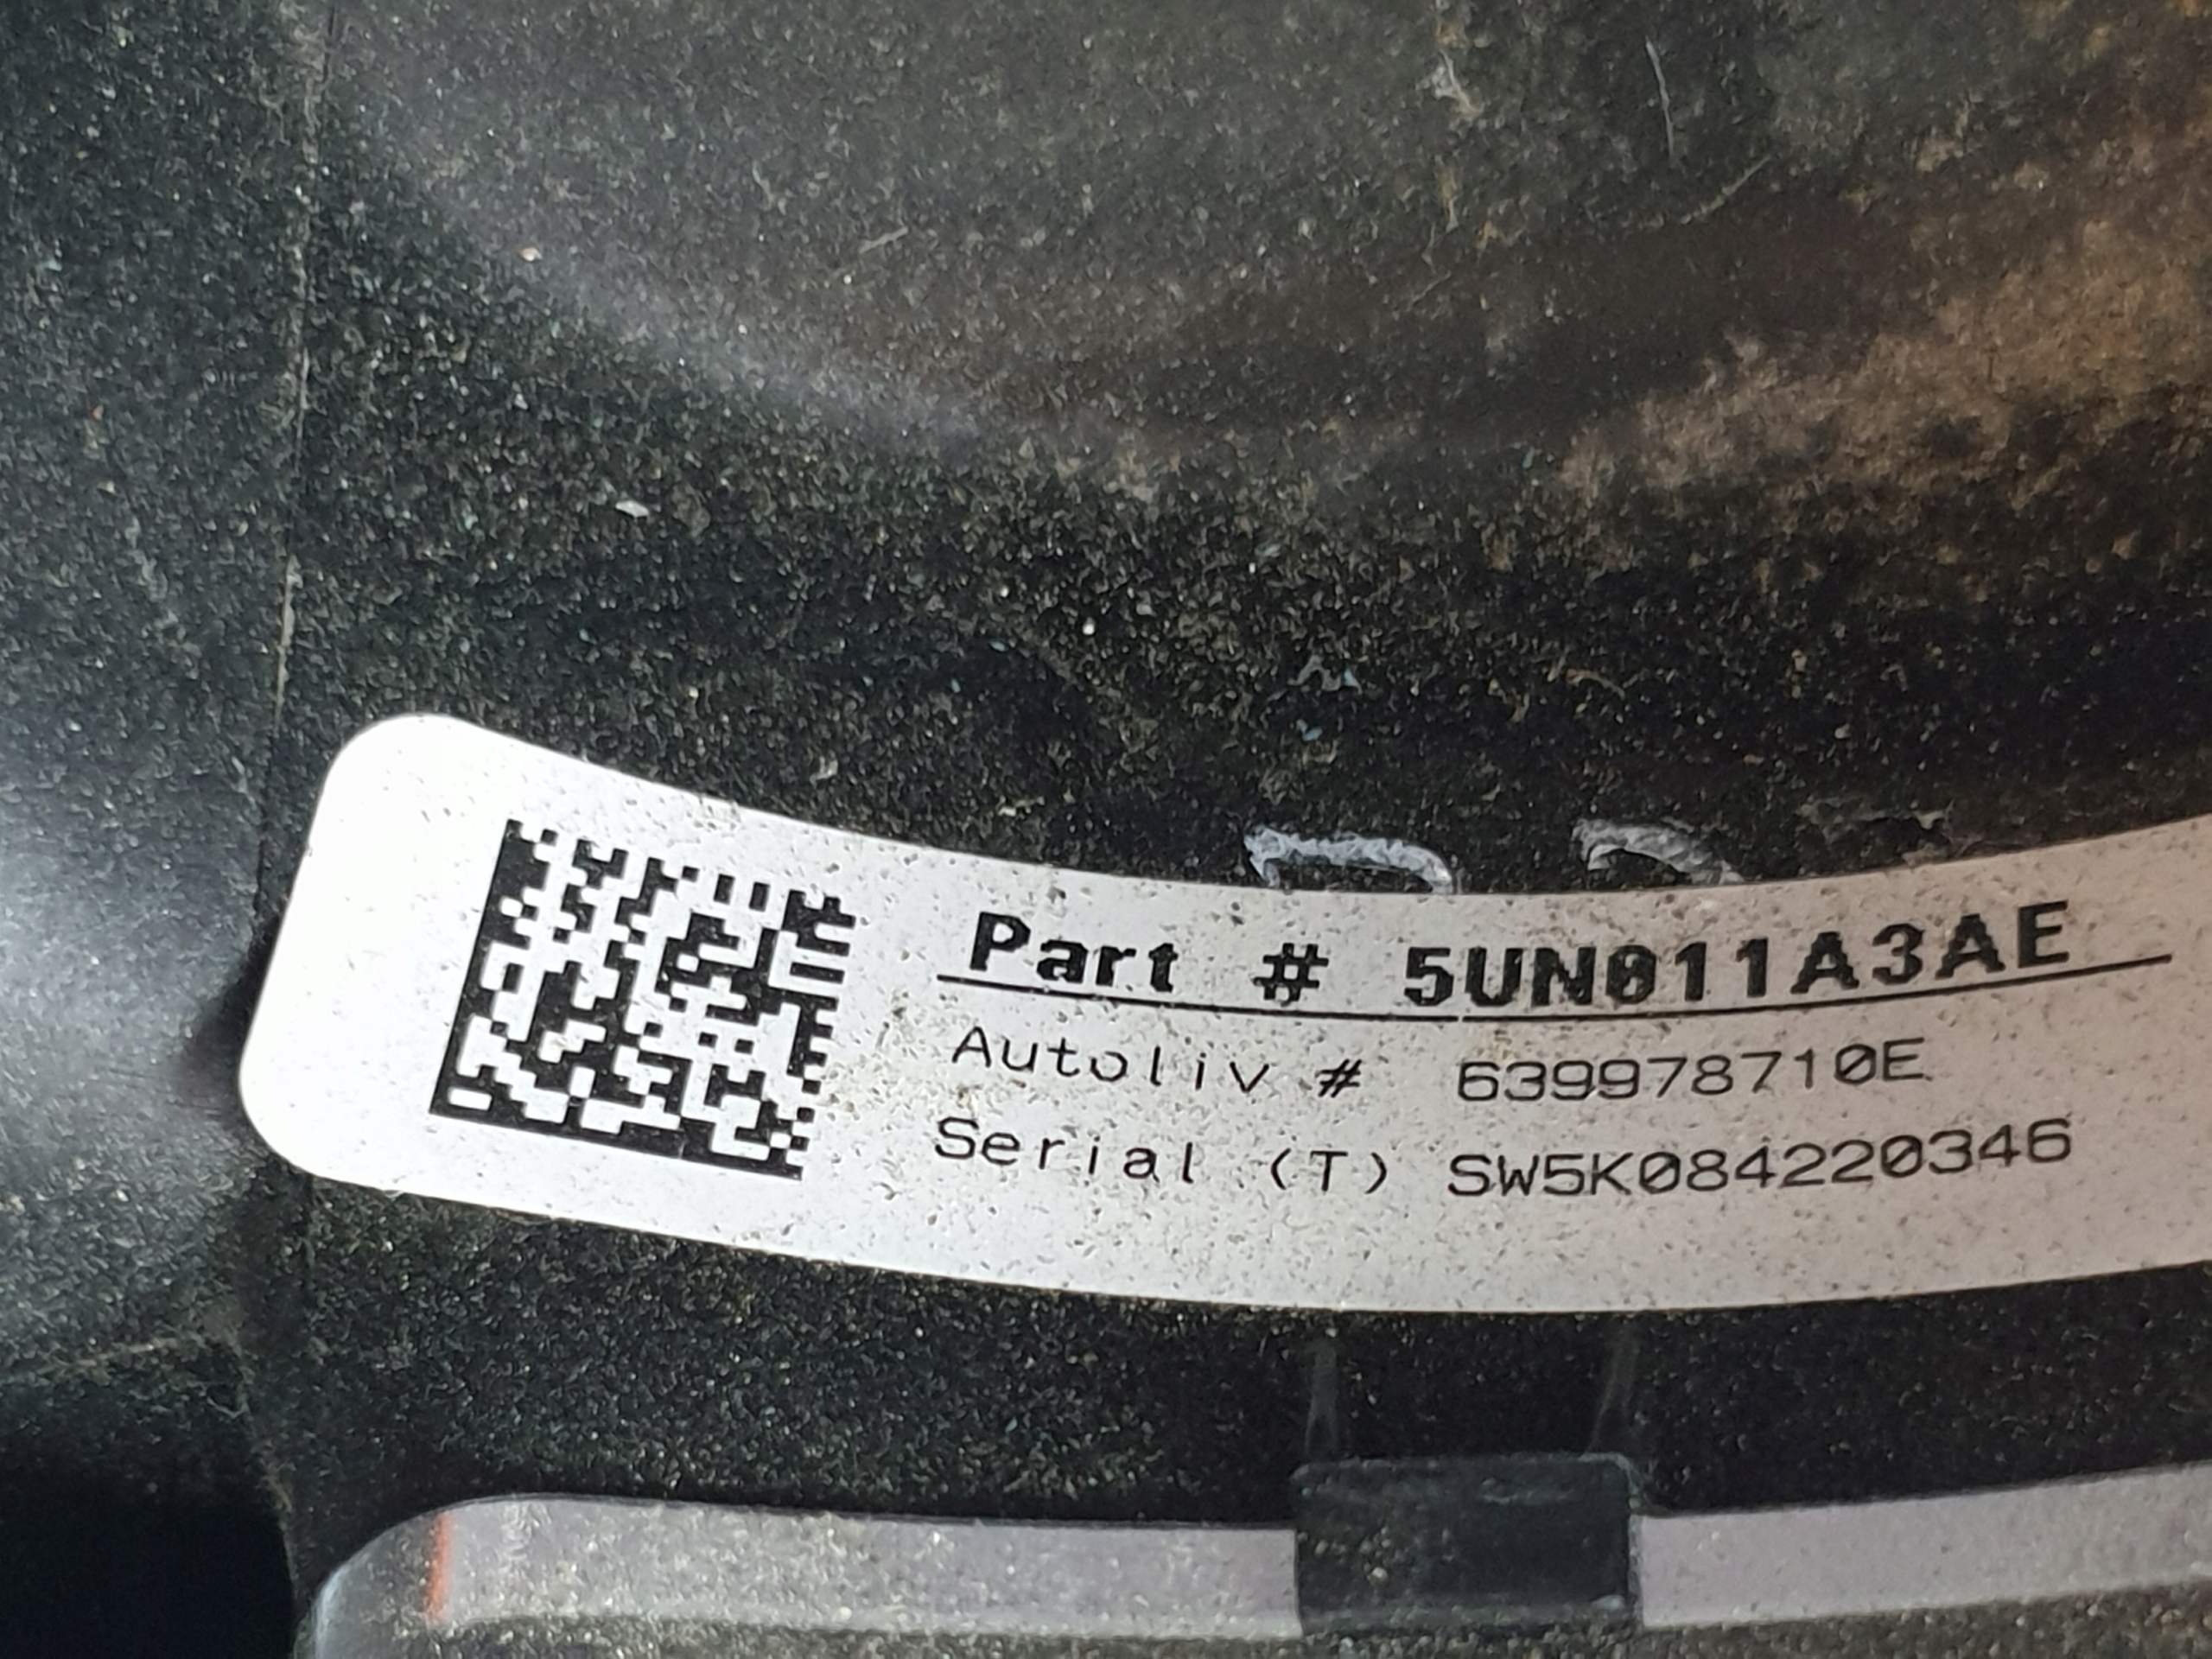 Part # 5UN011A3AE
Autoliv # 639978710E
Serial (T) SW5K084220346